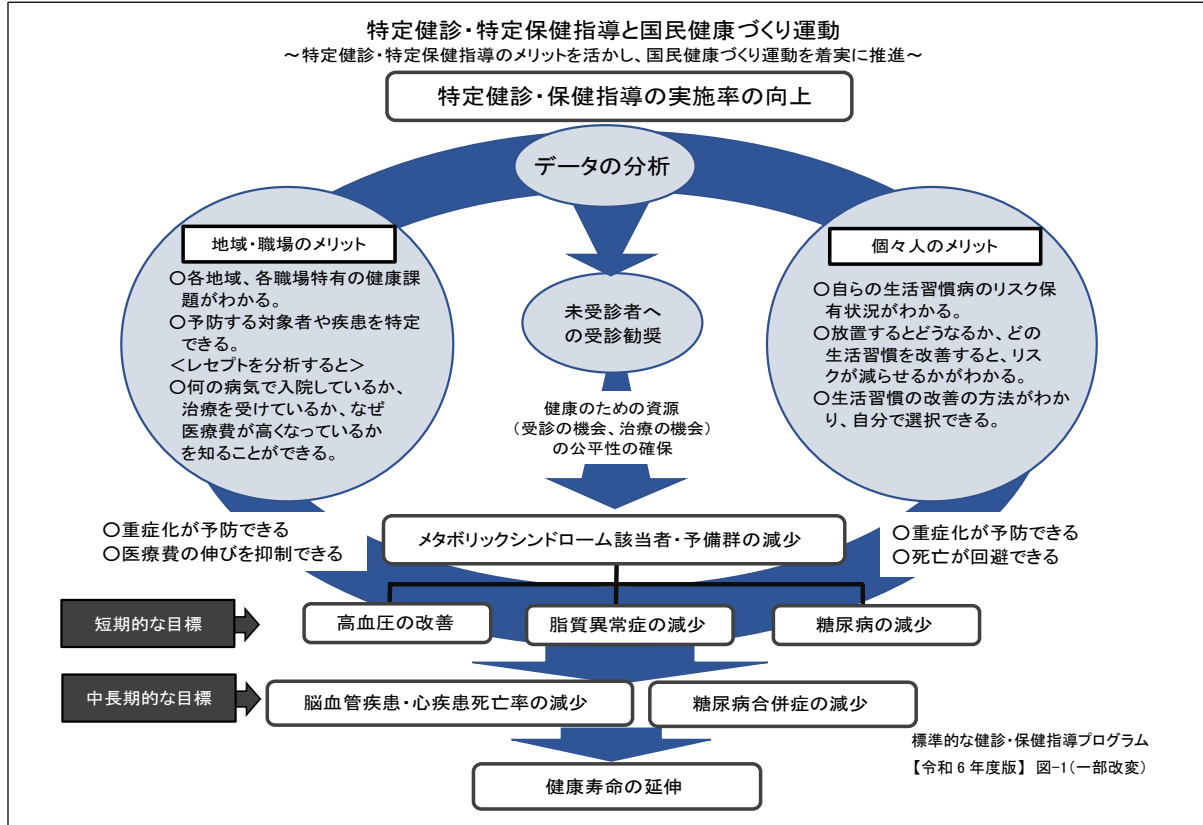 特定健診・特定保健指導と国民健康づくり運動
～特定健診・特定保健指導のメリットを活かし、国民健康づくり運動を着実に推進～
特定健診・保健指導の実施率の向上
データの分析
地域・職場のメリット
○各地域、各職場特有の健康課
題がわかる。
○予防する対象者や疾患を特定
できる。
＜レセプトを分析すると＞
○何の病気で入院しているか、
治療を受けているか、なぜ
医療費が高くなっているか
を知ることができる。
未受診者へ
の受診勧奨
健康のための資源
（受診の機会、治療の機会）
の公平性の確保
個々人のメリット
○自らの生活習慣病のリスク保
有状況がわかる。
○放置するとどうなるか、どの
生活習慣を改善すると、リス
クが減らせるかがわかる。
○生活習慣の改善の方法がわか
り、自分で選択できる。
○重症化が予防できる
○医療費の伸びを抑制できる
メタボリックシンドローム該当者・予備群の減少
○重症化が予防できる
○死亡が回避できる
短期的な目標
高血圧の改善
脂質異常症の減少
糖尿病の減少
中長期的な目標
脳血管疾患・心疾患死亡率の減少
糖尿病合併症の減少
標準的な健診・保健指導プログラム
【令和６年度版】 図-1（一部改変）
健康寿命の延伸